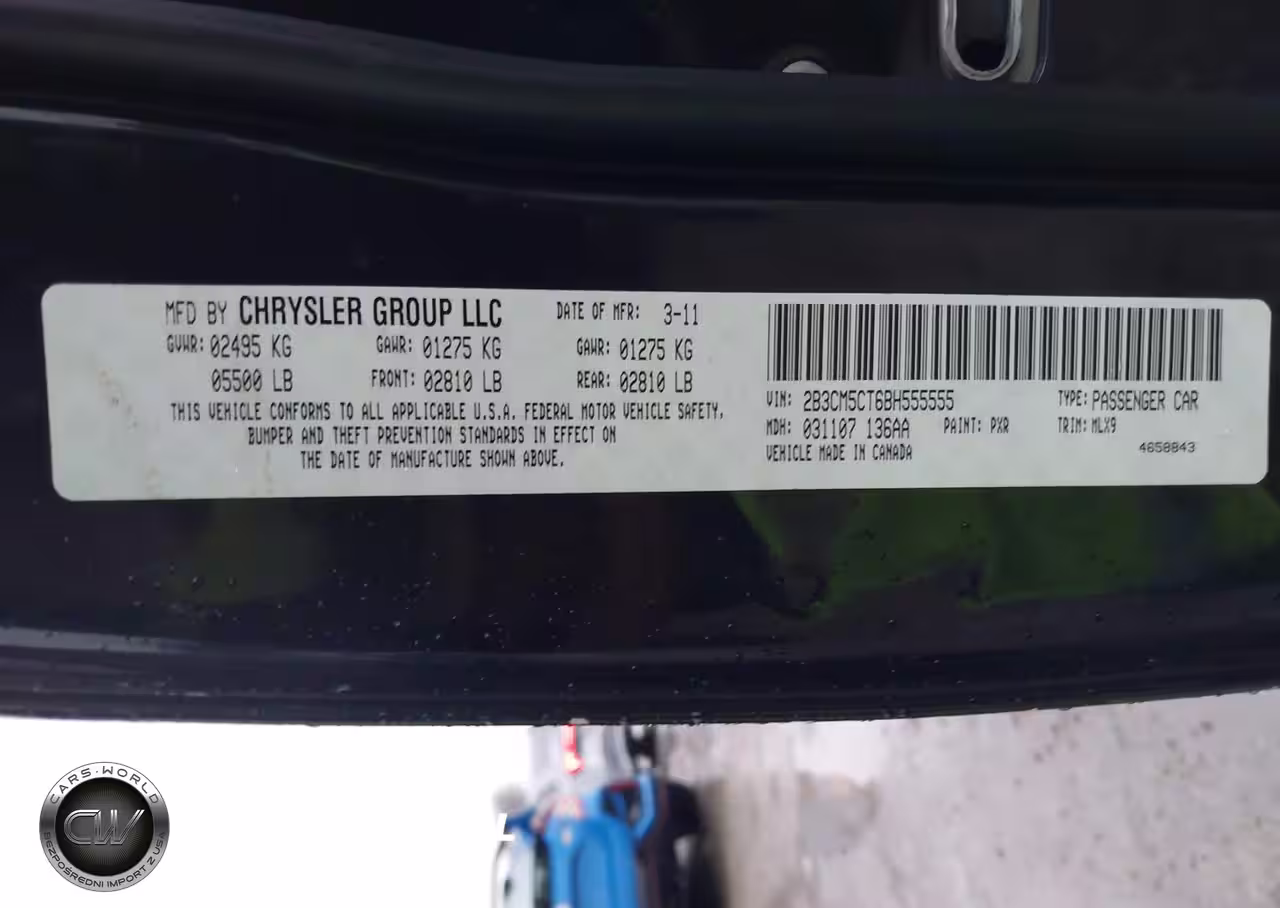 MFD BY CHRYSLER GROUP LLC DATE OF MFR: 3-11
GVWR: 02495 KG GAWR: 01275 KG GAWR: 01275 KG
05500 LB FRONT: 02810 LB REAR: 02810 LB
THIS VEHICLE CONFORMS TO ALL APPLICABLE U.S.A. FEDERAL MOTOR VEHICLE SAFETY,
BUMPER AND THEFT PREVENTION STANDARDS IN EFFECT ON
THE DATE OF MANUFACTURE SHOWN ABOVE.
VIN: 2B3CM5CT6BH555555 TYPE: PASSENGER CAR
MDH: 031107 136AA PAINT: PXR TRIM: MLX9
VEHICLE MADE IN CANADA 4658843
CARS·WORLD
CW
BEZPOŚREDNI IMPORT Z USA